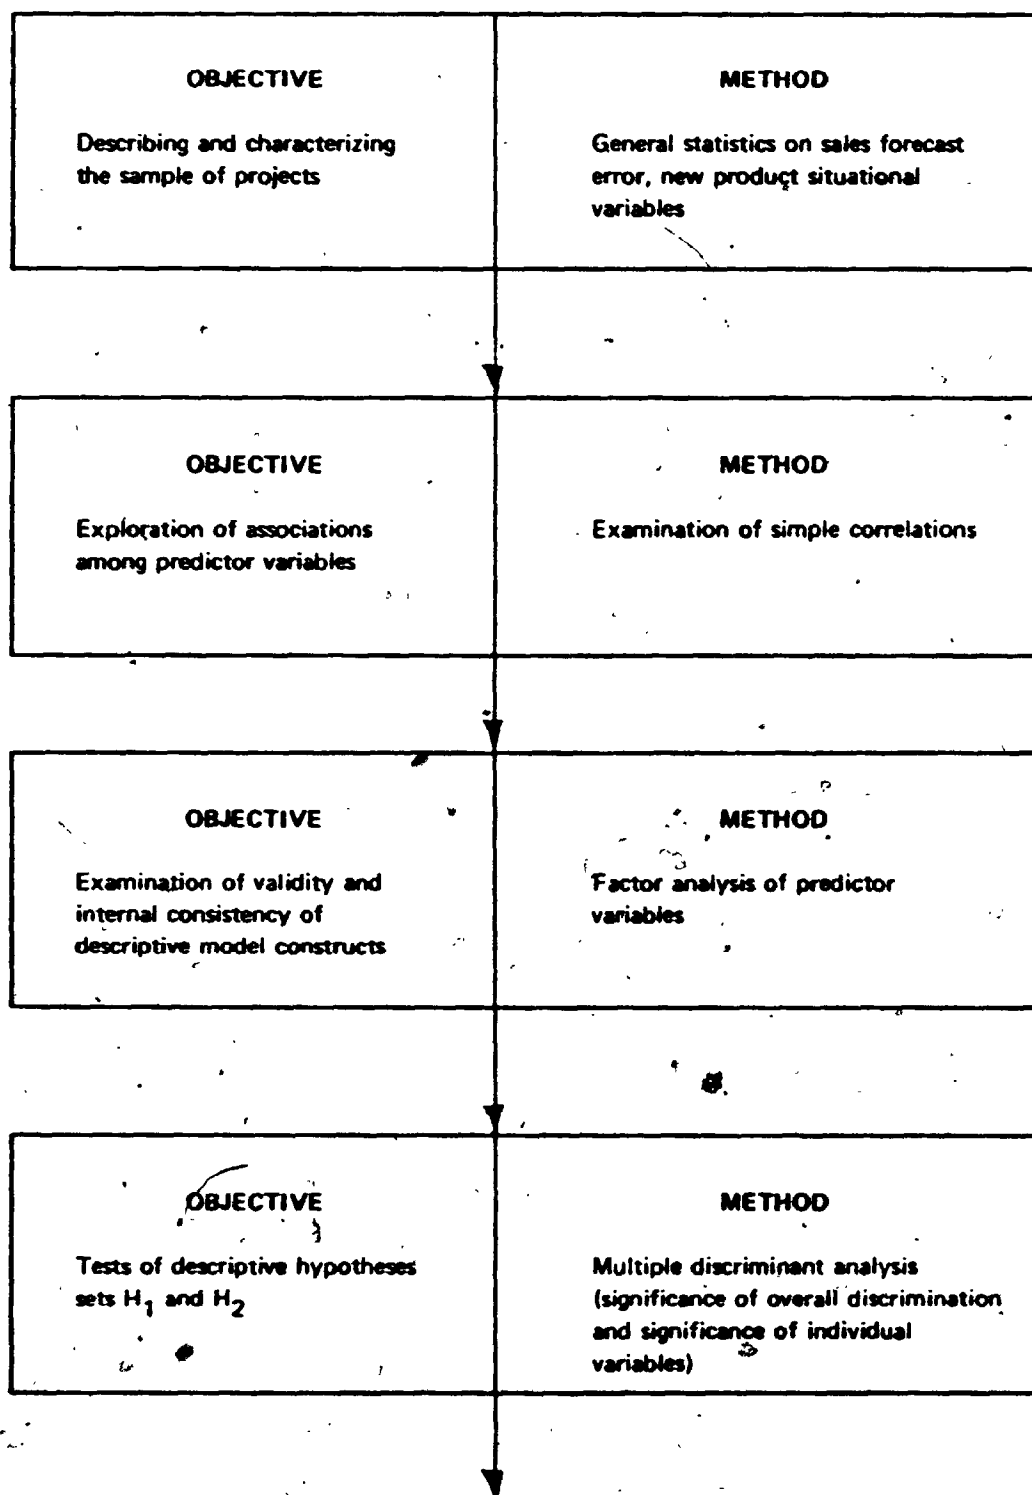 OBJECTIVE
Describing and characterizing
the sample of projects
METHOD
General statistics on sales forecast
error, new product situational
variables
OBJECTIVE
Exploration of associations
among predictor variables
METHOD
Examination of simple correlations
OBJECTIVE
Examination of validity and
internal consistency of
descriptive model constructs
METHOD
Factor analysis of predictor
variables
OBJECTIVE
Tests of descriptive hypotheses
sets H₁ and H₂
METHOD
Multiple discriminant analysis
(significance of overall discrimination
and significance of individual
variables)